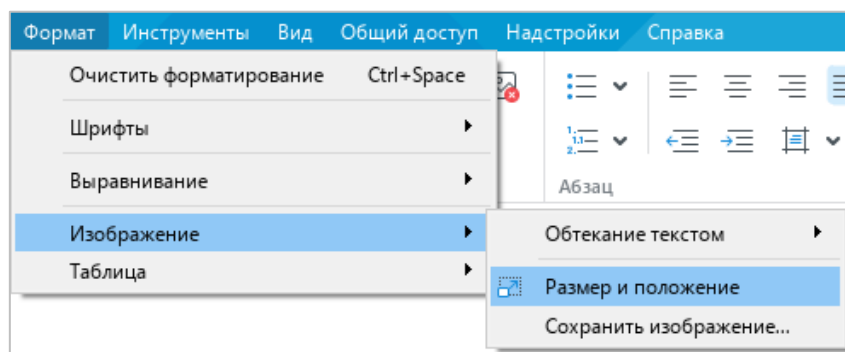 Формат Инструменты Вид Общий доступ Надстройки Справка
Очистить форматирование Ctrl+Space
Шрифты
Выравнивание
Абзац
Изображение
Обтекание текстом
Таблица
Размер и положение
Сохранить изображение...